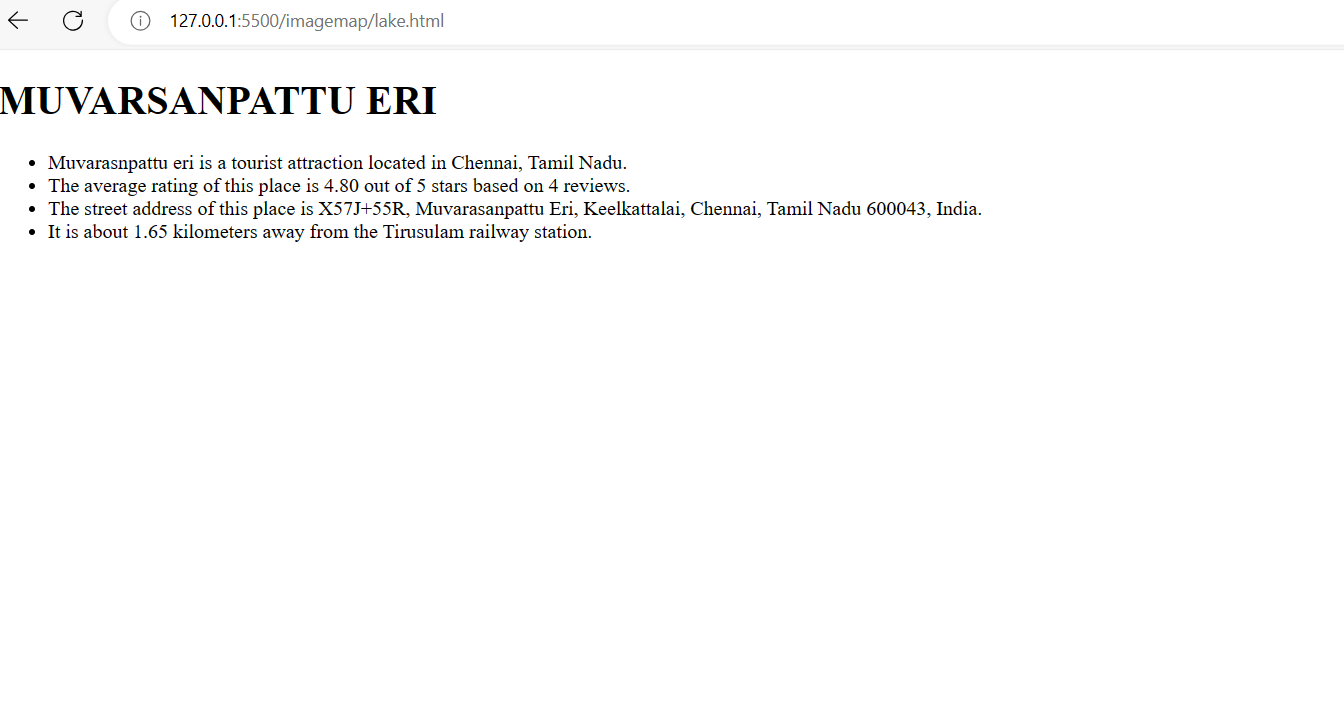 127.0.0.1:5500/imagemap/lake.html
MUVARSANPATTU ERI
Muvarasnpattu eri is a tourist attraction located in Chennai, Tamil Nadu.
The average rating of this place is 4.80 out of 5 stars based on 4 reviews.
The street address of this place is X57J+55R, Muvarasanpattu Eri, Keelkattalai, Chennai, Tamil Nadu 600043, India.
It is about 1.65 kilometers away from the Tirusulam railway station.